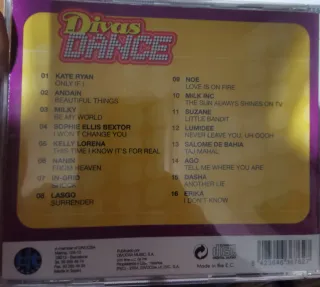 Divas
DANCE
01 KATE RYAN
ONLY IF I
02 ANDAIN
BEAUTIFUL THINGS
03 MILEY
BE MY WORLD
04 SOPHIE ELLIS BEXTOR
I WON'T CHANGE YOU
05 KELLY LORENA
THIS TIME I KNOW IT'S FOR REAL
06
FROM HEAVEN
07
08 LASGO
SURRENDER
09 NOE
LOVE IS ON FIRE
10 MILK INC
THE SUN ALWAYS SHINES ON TV
11 SUZANE
LITTLE BANDIT
12 LUMIDEE
NEVER LEAVE YOU UH-OOOH
13 SALOME DE BAHIA
TAJ MAHAL
14 AGO
TELL ME WHERE YOU ARE
15 DASHA
ANOTHER LIE
16 ERIKA
I DON'T KNOW
Made in the E.C.